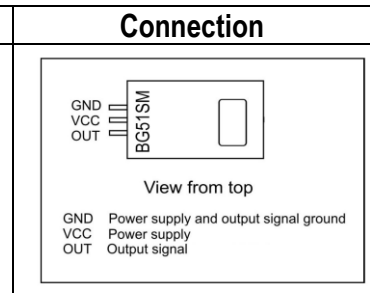 Connection
GND
VCC
OUT
BG51SM
View from top
GND Power supply and output signal ground
VCC Power supply
OUT Output signal